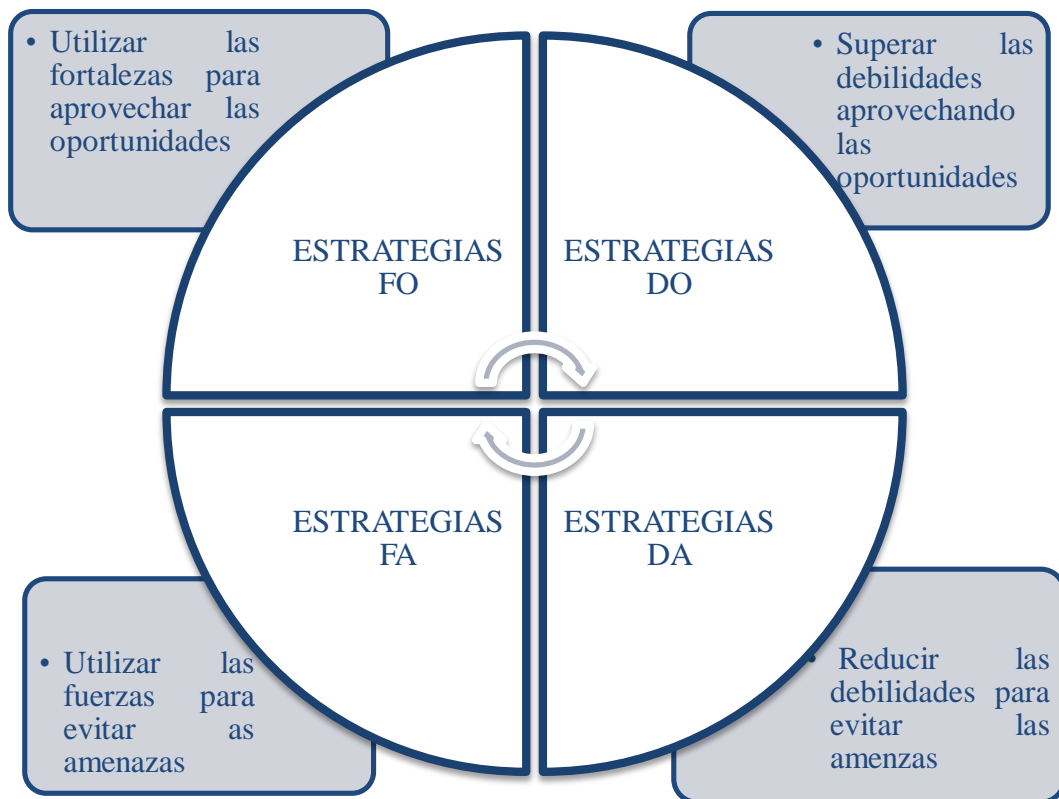 • Utilizar las
fortalezas para
aprovechar las
oportunidades
• Superar las
debilidades
aprovechando
las
oportunidades
ESTRATEGIAS
FO
ESTRATEGIAS
DO
ESTRATEGIAS
FA
ESTRATEGIAS
DA
• Utilizar las
fuerzas para
evitar as
amenazas
• Reducir las
debilidades para
evitar las
amenzas